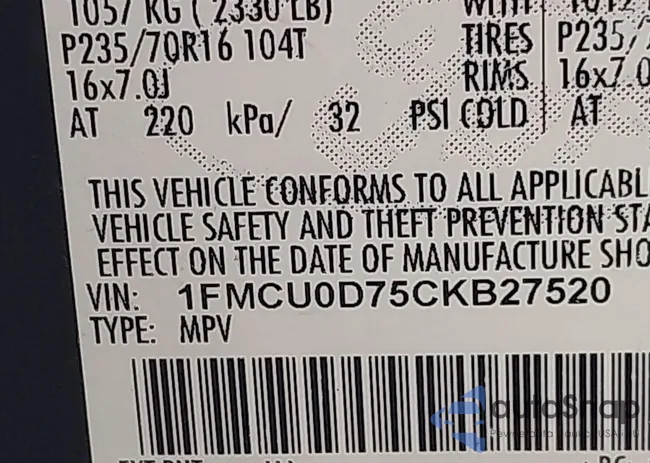 1057 KG ( 2330 LB)
P235/70R16 104T
16x7.0J
AT 220 kPa/ 32 PSI COLD
WITH
TIRES P235/
RIMS 16x7.0
AT
THIS VEHICLE CONFORMS TO ALL APPLICABL
VEHICLE SAFETY AND THEFT PREVENTION STA
EFFECT ON THE DATE OF MANUFACTURE SHO
VIN: 1FMCU0D75CKB27520
TYPE: MPV
autoSnap